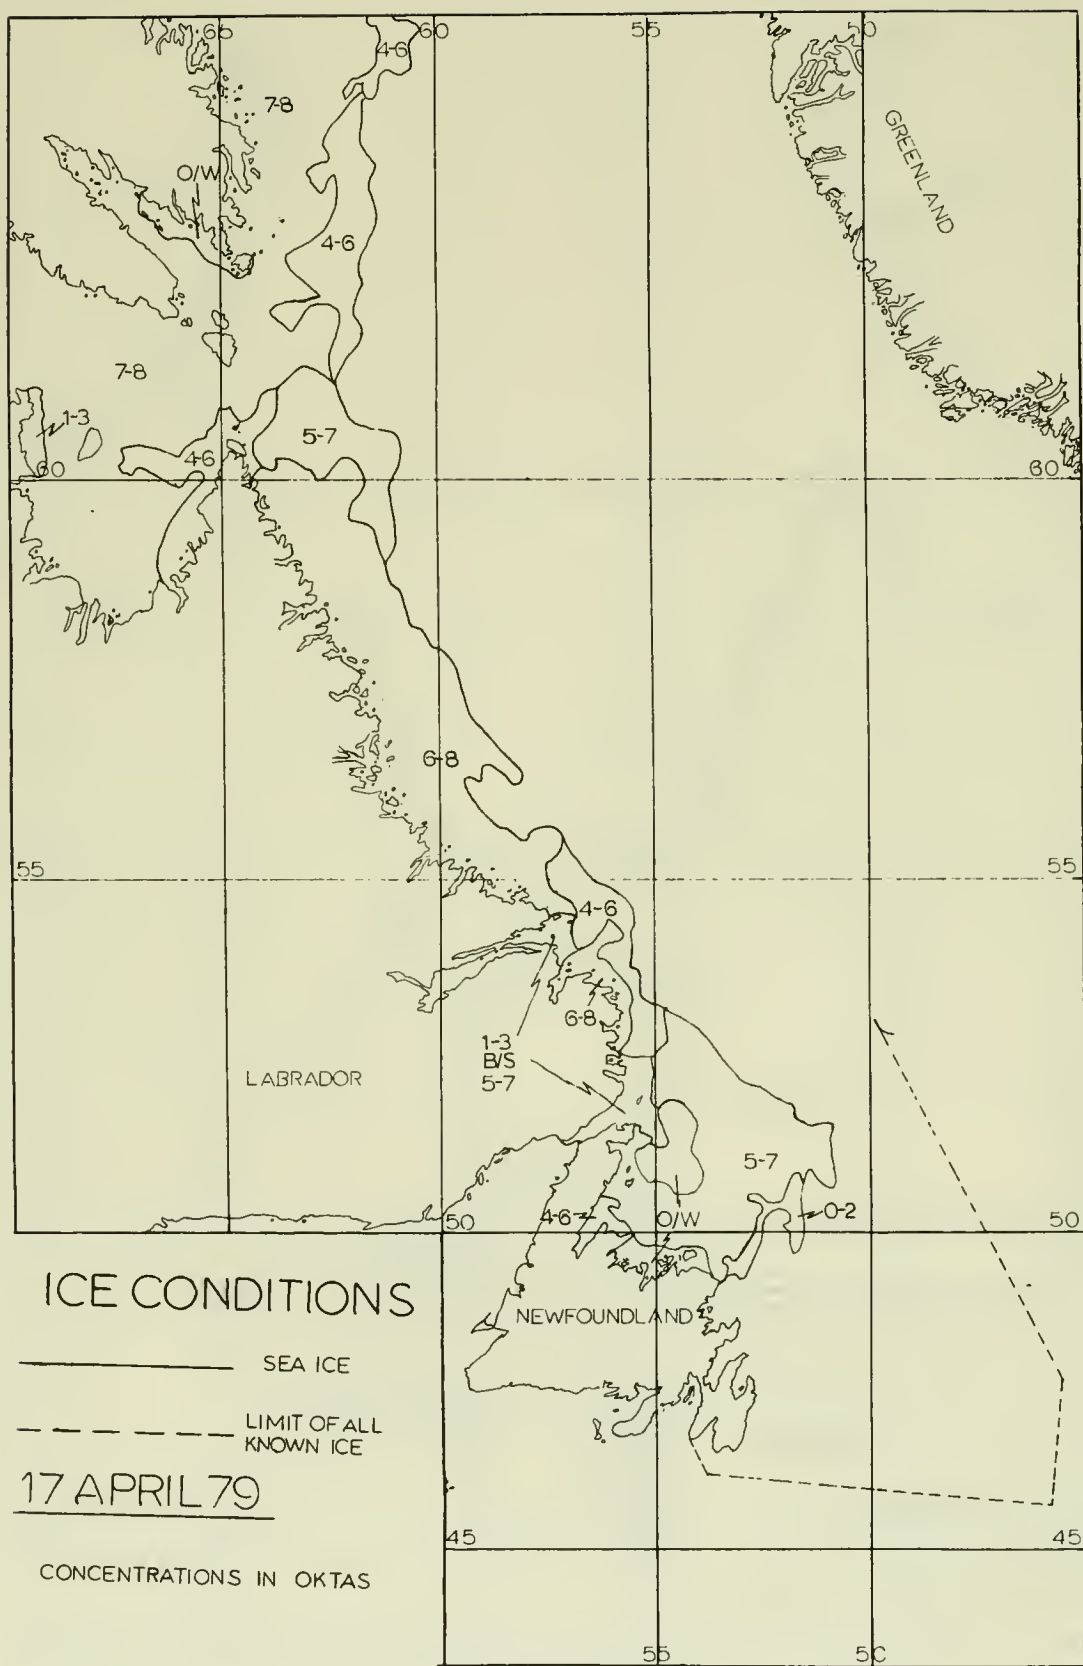 65
60
55
50
4-6
7-8
GREENLAND
O/W
4-6
7-8
1-3
5-7
4-6
60
60
6-8
55
55
4-6
6-8
1-3
B/S
5-7
LABRADOR
5-7
4-6
O/W
0-2
50
50
ICE CONDITIONS
NEWFOUNDLAND
SEA ICE
LIMIT OF ALL
KNOWN ICE
17 APRIL 79
45
45
CONCENTRATIONS IN OKTAS
55
50